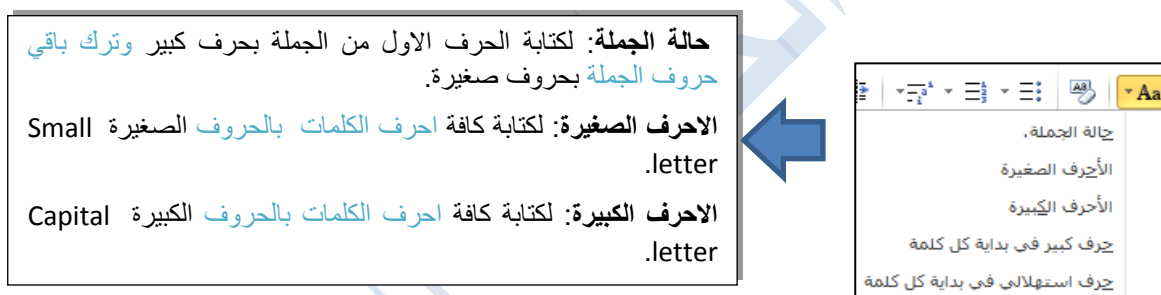 حالة الجملة: لكتابة الحرف الاول من الجملة بحرف كبير وترك باقي
حروف الجملة بحروف صغيرة.
الاحرف الصغيرة: لكتابة كافة احرف الكلمات بالحروف الصغيرة Small
letter.
الاحرف الكبيرة: لكتابة كافة احرف الكلمات بالحروف الكبيرة Capital
letter.
Aa
حالة الجملة.
الأحرف الصغيرة
الأحرف الكبيرة
حرف كبير في بداية كل كلمة
حرف استهلالي في بداية كل كلمة